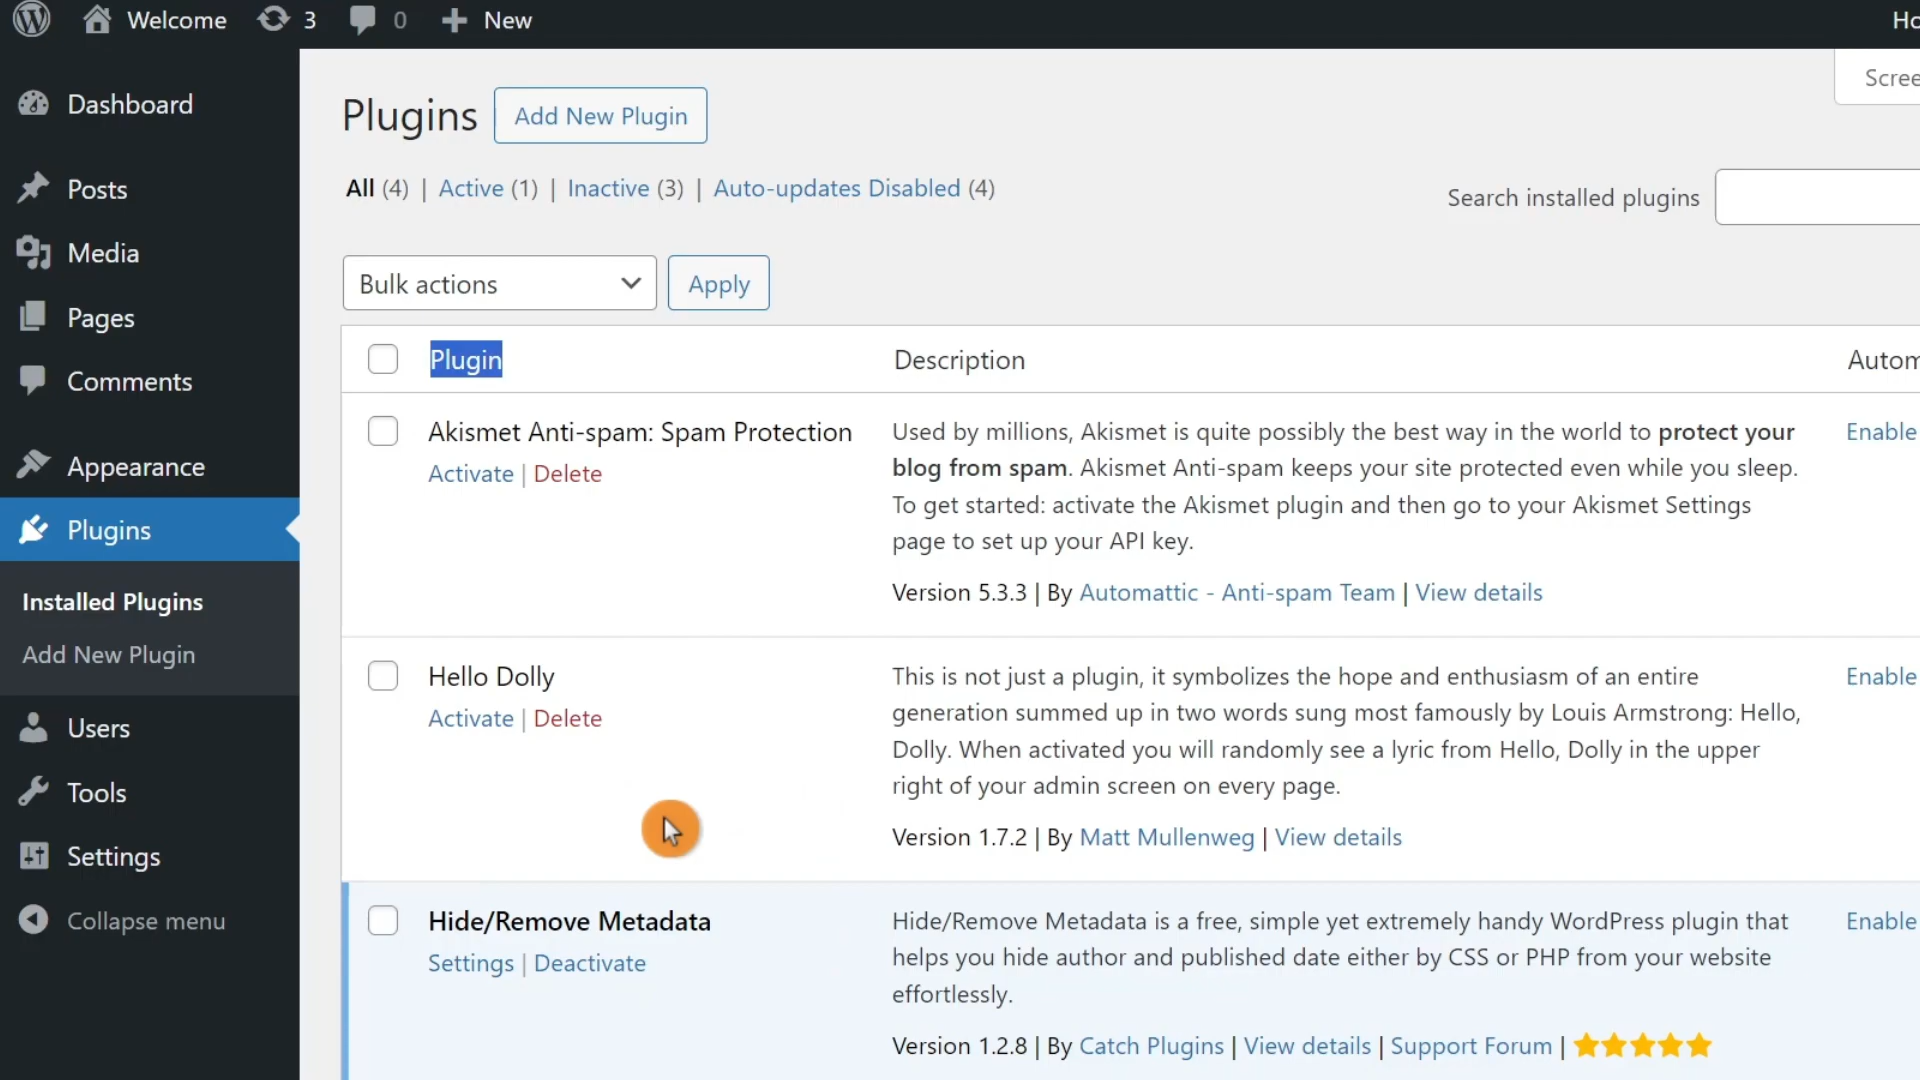 Welcome 3 0 New
Dashboard
Posts
Media
Pages
Comments
Appearance
Plugins
Installed Plugins
Add New Plugin
Users
Tools
Settings
Collapse menu
Plugins Add New Plugin
All (4) | Active (1) | Inactive (3) | Auto-updates Disabled (4)
Search installed plugins
Bulk actions Apply
Plugin Description
Akismet Anti-spam: Spam Protection
Activate | Delete
Used by millions, Akismet is quite possibly the best way in the world to protect your
blog from spam. Akismet Anti-spam keeps your site protected even while you sleep.
To get started: activate the Akismet plugin and then go to your Akismet Settings
page to set up your API key.
Version 5.3.3 | By Automattic - Anti-spam Team | View details
Enable
Hello Dolly
Activate | Delete
This is not just a plugin, it symbolizes the hope and enthusiasm of an entire
generation summed up in two words sung most famously by Louis Armstrong: Hello,
Dolly. When activated you will randomly see a lyric from Hello, Dolly in the upper
right of your admin screen on every page.
Version 1.7.2 | By Matt Mullenweg | View details
Enable
Hide/Remove Metadata
Settings | Deactivate
Hide/Remove Metadata is a free, simple yet extremely handy WordPress plugin that
helps you hide author and published date either by CSS or PHP from your website
effortlessly.
Version 1.2.8 | By Catch Plugins | View details | Support Forum |
Enable